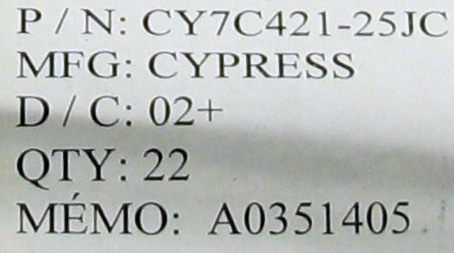 P / N: CY7C421-25JC
MFG: CYPRESS
D / C: 02+
QTY: 22
MÉMO: A0351405